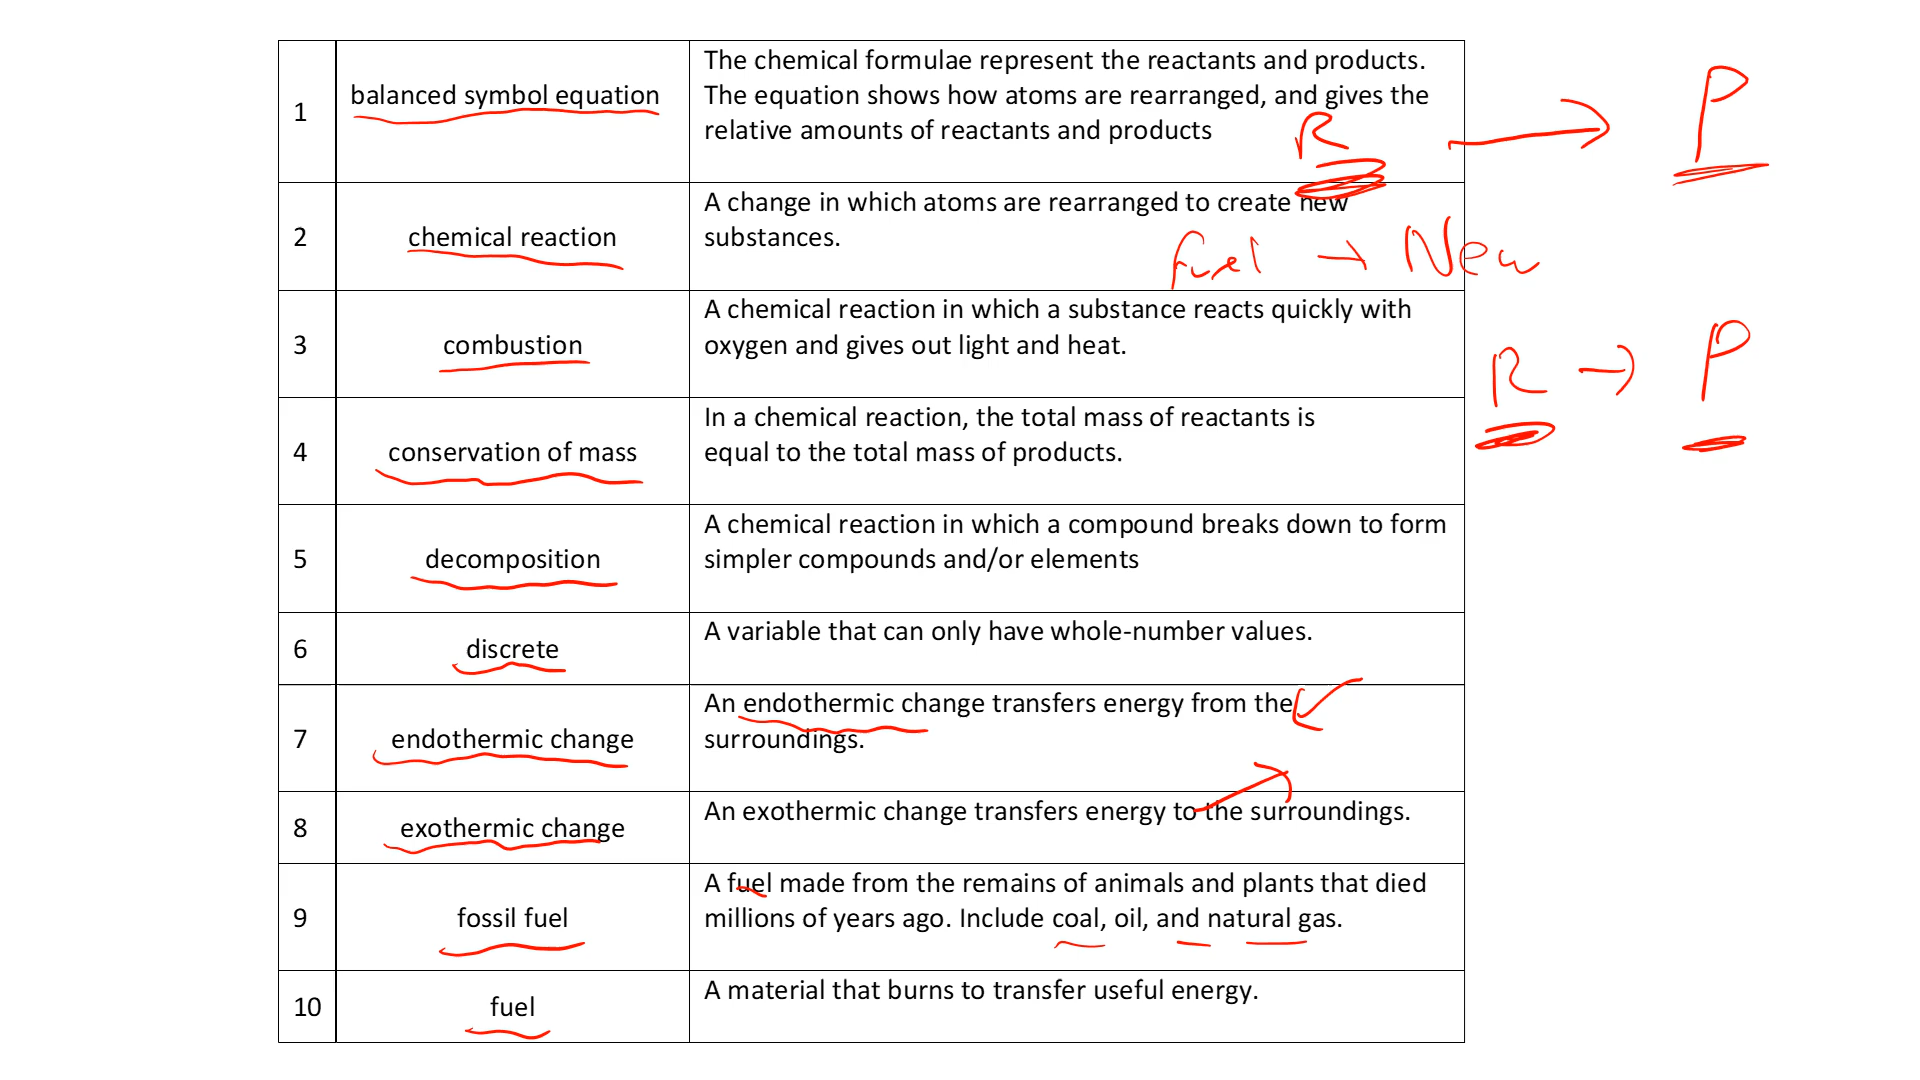 1
balanced symbol equation
The chemical formulae represent the reactants and products.
The equation shows how atoms are rearranged, and gives the
relative amounts of reactants and products
R → P
2
chemical reaction
A change in which atoms are rearranged to create new
substances.
fuel → New
3
combustion
A chemical reaction in which a substance reacts quickly with
oxygen and gives out light and heat.
R → P
4
conservation of mass
In a chemical reaction, the total mass of reactants is
equal to the total mass of products.
5
decomposition
A chemical reaction in which a compound breaks down to form
simpler compounds and/or elements
6
discrete
A variable that can only have whole-number values.
7
endothermic change
An endothermic change transfers energy from the
surroundings.
8
exothermic change
An exothermic change transfers energy to the surroundings.
9
fossil fuel
A fuel made from the remains of animals and plants that died
millions of years ago. Include coal, oil, and natural gas.
10
fuel
A material that burns to transfer useful energy.